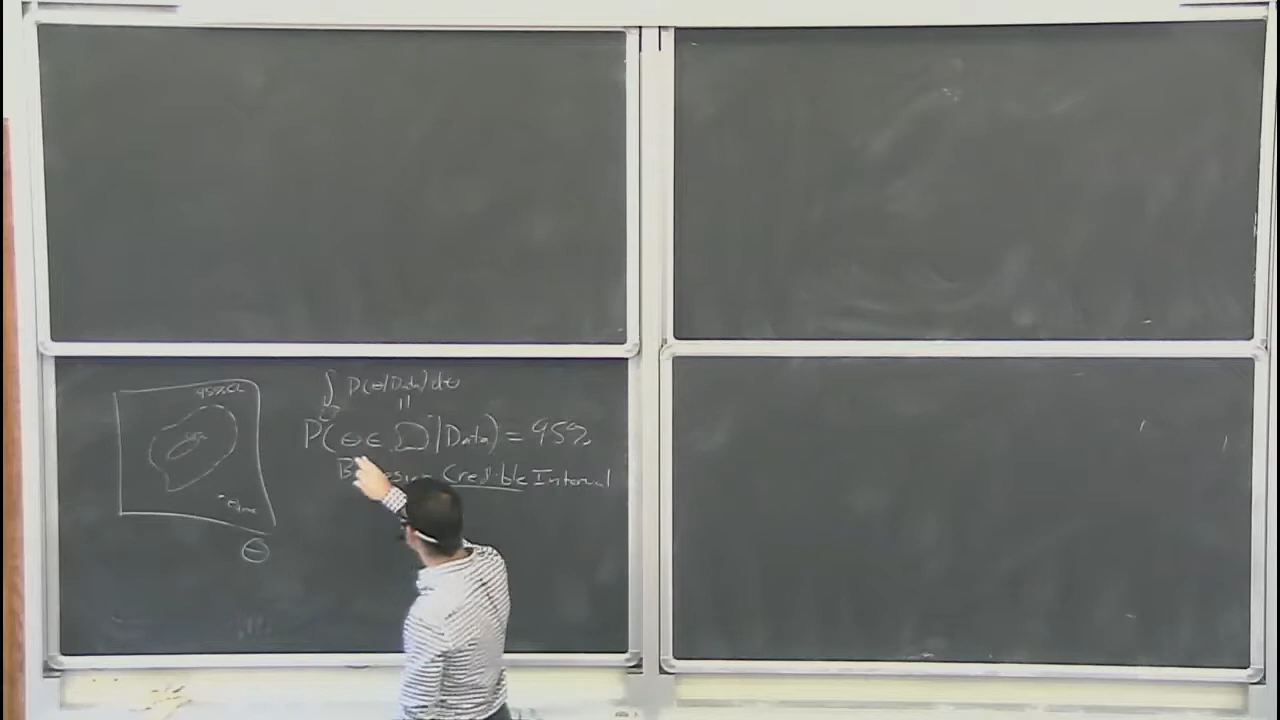 95% CL
Θ
∫ P(θ|Data) dθ
||
P(θ ∈ Ω | Data) = 95%
Credible Interval